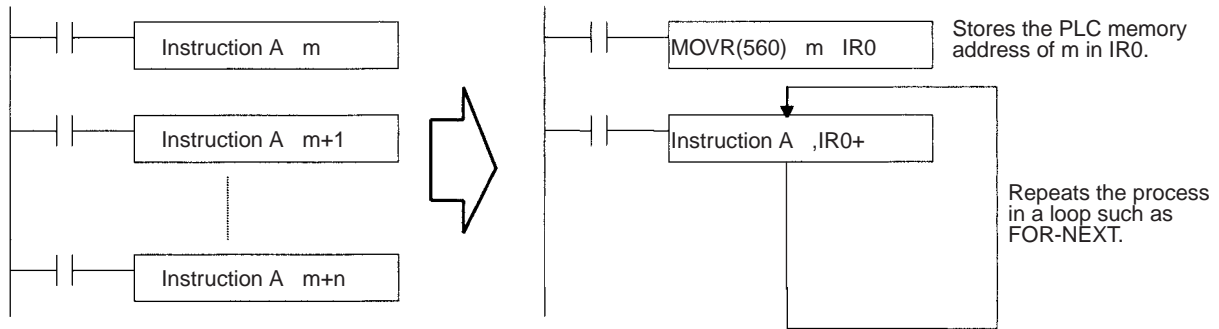 Instruction A m
Instruction A m+1
Instruction A m+n
MOVR(560) m IR0
Stores the PLC memory
address of m in IR0.
Instruction A ,IR0+
Repeats the process
in a loop such as
FOR-NEXT.